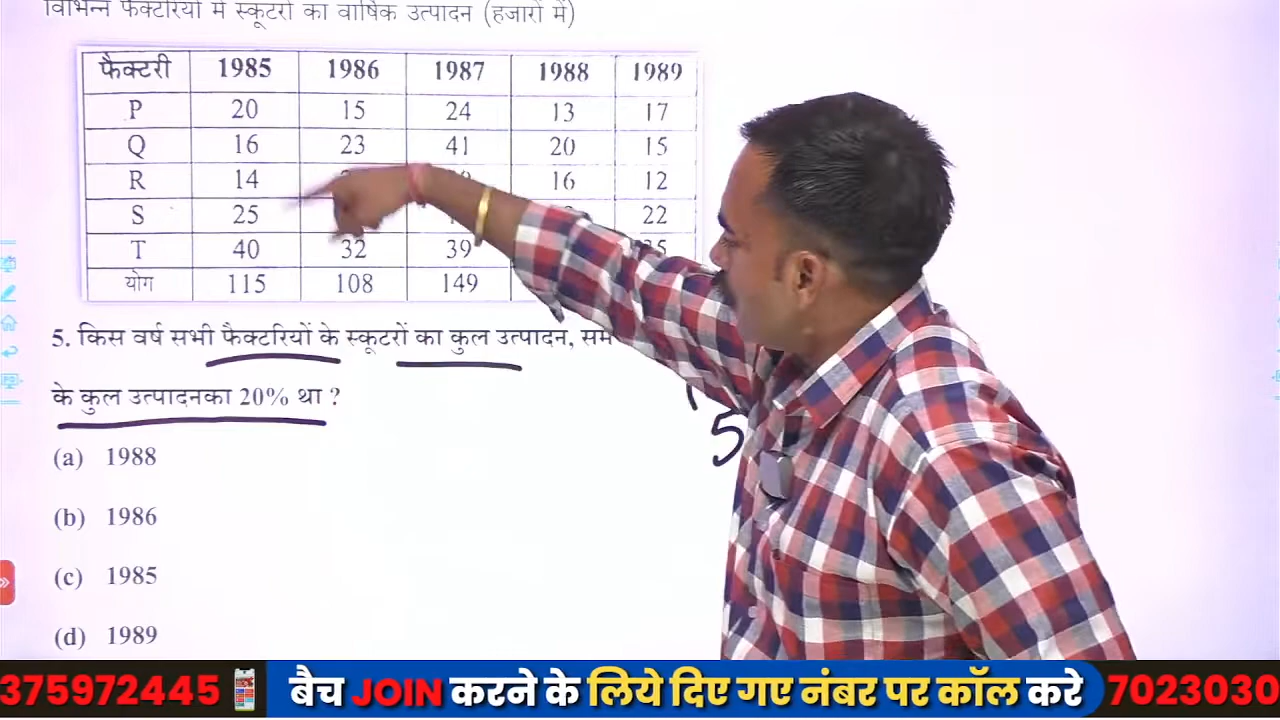 विभिन्न फैक्टरियों में स्कूटरों का वार्षिक उत्पादन (हजारों में)
फैक्टरी 1985 1986 1987 1988 1989
P 20 15 24 13 17
Q 16 23 41 20 15
R 14 16 12
S 25 22
T 40 32 39
योग 115 108 149
5. किस वर्ष सभी फैक्टरियों के स्कूटरों का कुल उत्पादन,
के कुल उत्पादनका 20% था ?
5
(a) 1988
(b) 1986
(c) 1985
(d) 1989
375972445 बैच JOIN करने के लिये दिए गए नंबर पर कॉल करे 7023030